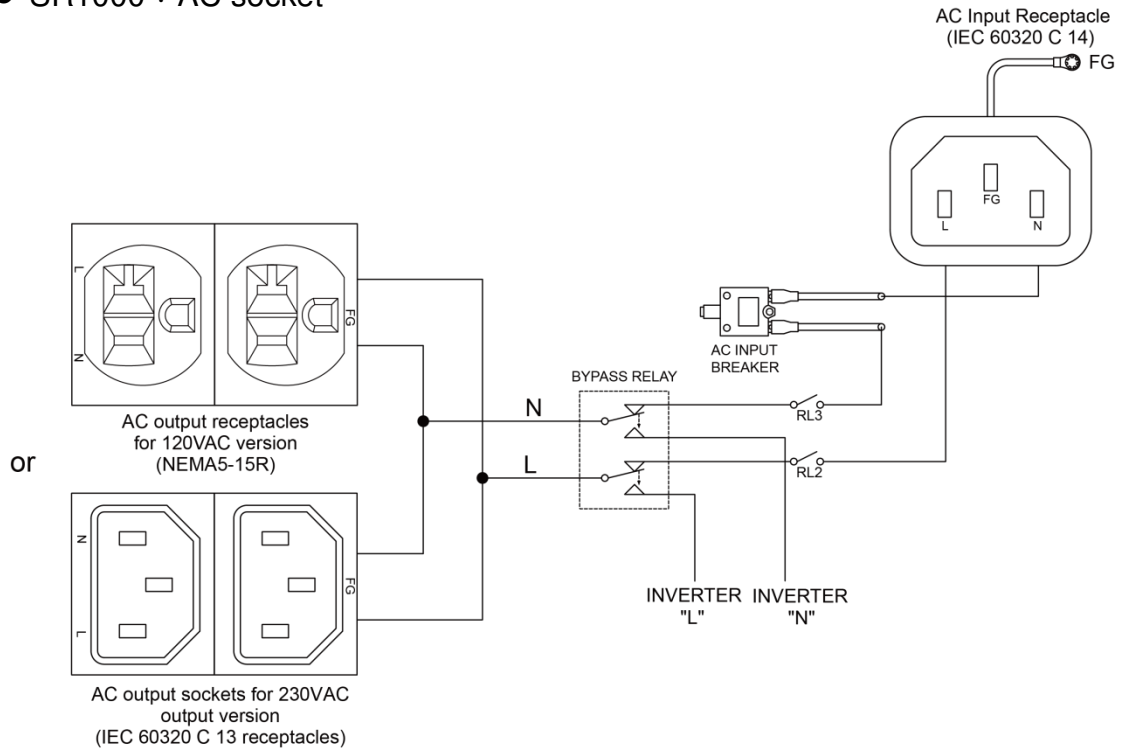 AC socket
AC Input Receptacle
(IEC 60320 C 14)
FG
FG
L
N
L
N
FG
AC INPUT
BREAKER
BYPASS RELAY
N
RL3
L
RL2
AC output receptacles
for 120VAC version
(NEMA5-15R)
or
N
L
FG
INVERTER
"L"
INVERTER
"N"
AC output sockets for 230VAC
output version
(IEC 60320 C 13 receptacles)